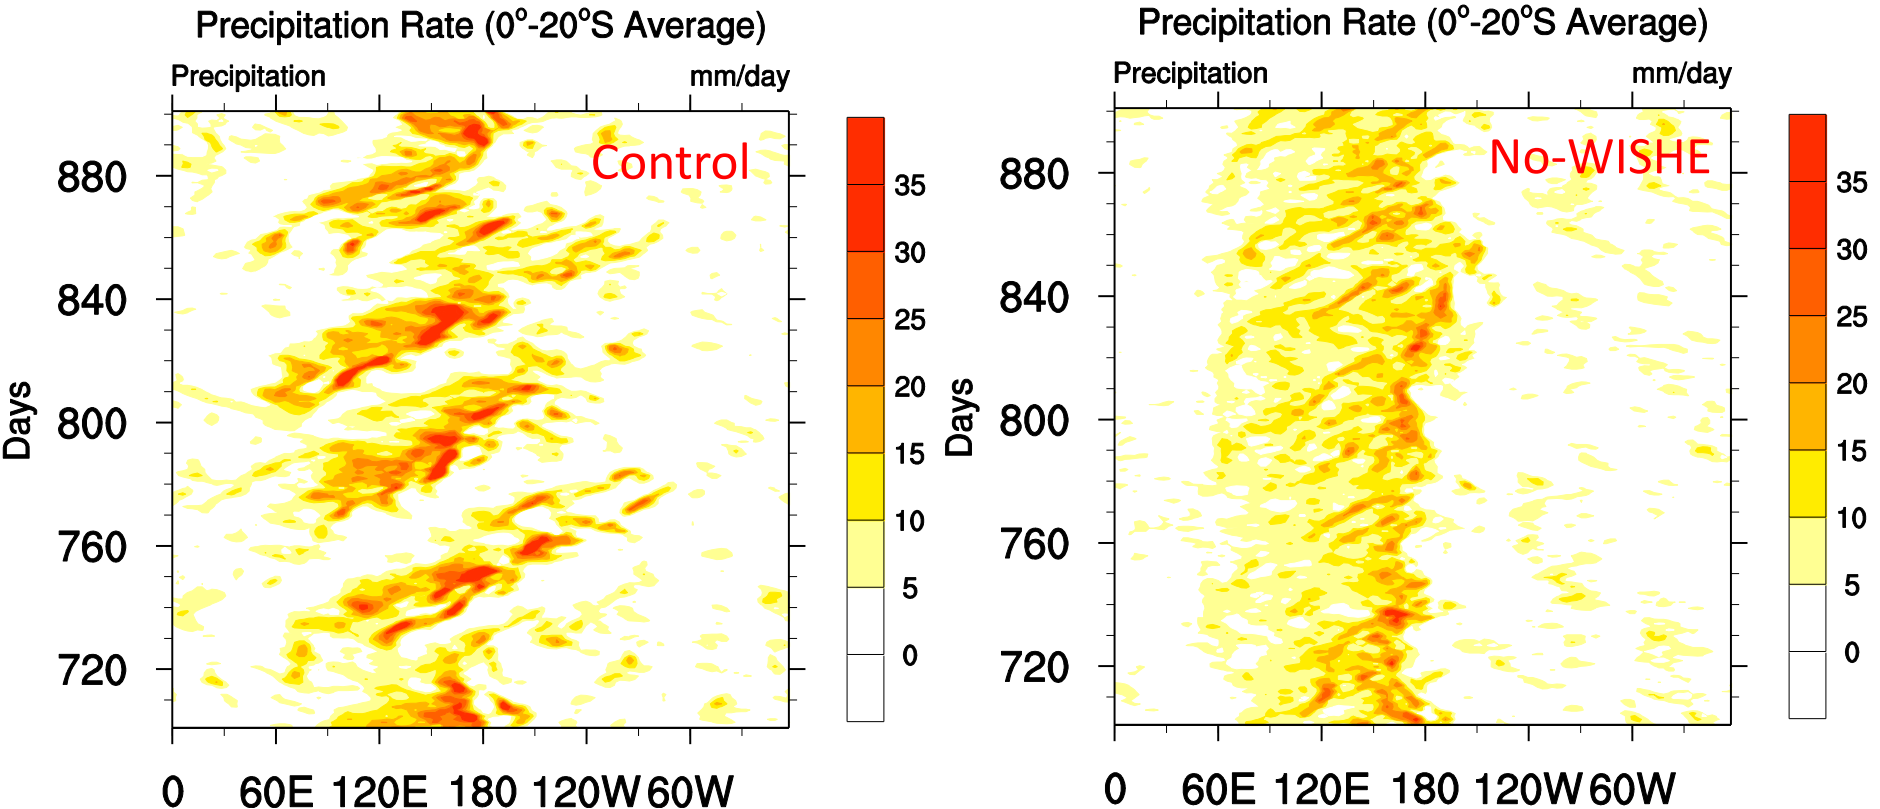 Precipitation Rate (0°-20°S Average)
Precipitation mm/day
Control
880
840
800
760
720
Days
0 60E 120E 180 120W 60W
35
30
25
20
15
10
5
0
Precipitation Rate (0°-20°S Average)
Precipitation mm/day
No-WISHE
880
840
800
760
720
Days
0 60E 120E 180 120W 60W
35
30
25
20
15
10
5
0